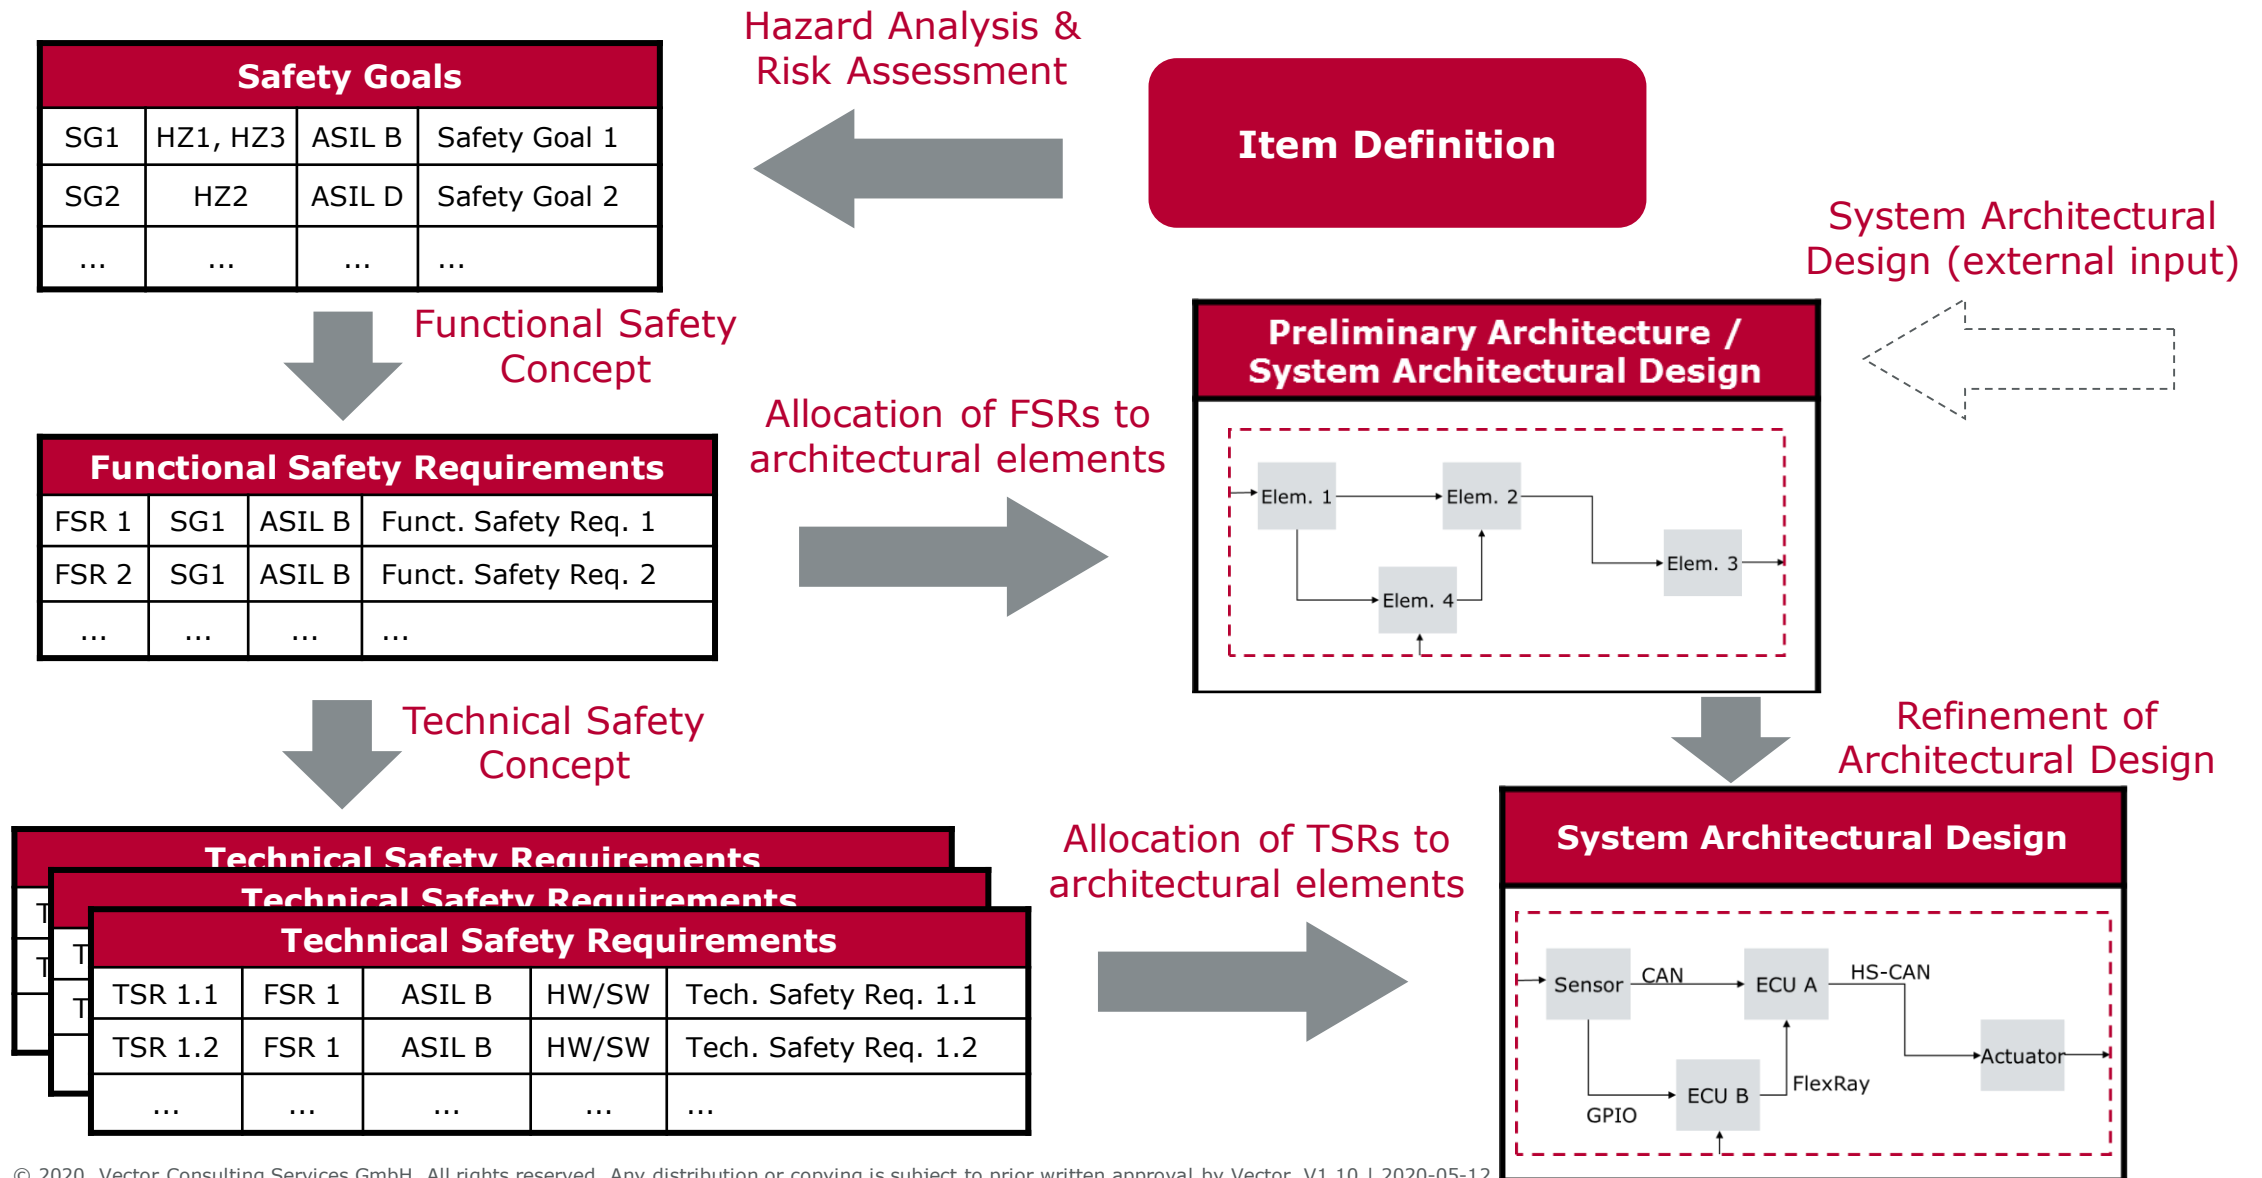 Hazard Analysis &
Risk Assessment
Safety Goals
SG1 HZ1, HZ3 ASIL B Safety Goal 1
SG2 HZ2 ASIL D Safety Goal 2
... ... ... ...
Item Definition
System Architectural
Design (external input)
Functional Safety
Concept
Preliminary Architecture /
System Architectural Design
Elem. 1
Elem. 2
Elem. 3
Elem. 4
Allocation of FSRs to
architectural elements
Functional Safety Requirements
FSR 1 SG1 ASIL B Funct. Safety Req. 1
FSR 2 SG1 ASIL B Funct. Safety Req. 2
... ... ... ...
Technical Safety
Concept
Refinement of
Architectural Design
Technical Safety Requirements
T
T
Technical Safety Requirements
T
T
Technical Safety Requirements
TSR 1.1 FSR 1 ASIL B HW/SW Tech. Safety Req. 1.1
TSR 1.2 FSR 1 ASIL B HW/SW Tech. Safety Req. 1.2
... ... ... ... ...
Allocation of TSRs to
architectural elements
System Architectural Design
Sensor
CAN
ECU A
HS-CAN
Actuator
ECU B
FlexRay
GPIO
© 2020. Vector Consulting Services GmbH. All rights reserved. Any distribution or copying is subject to prior written approval by Vector. V1.10 | 2020-05-12